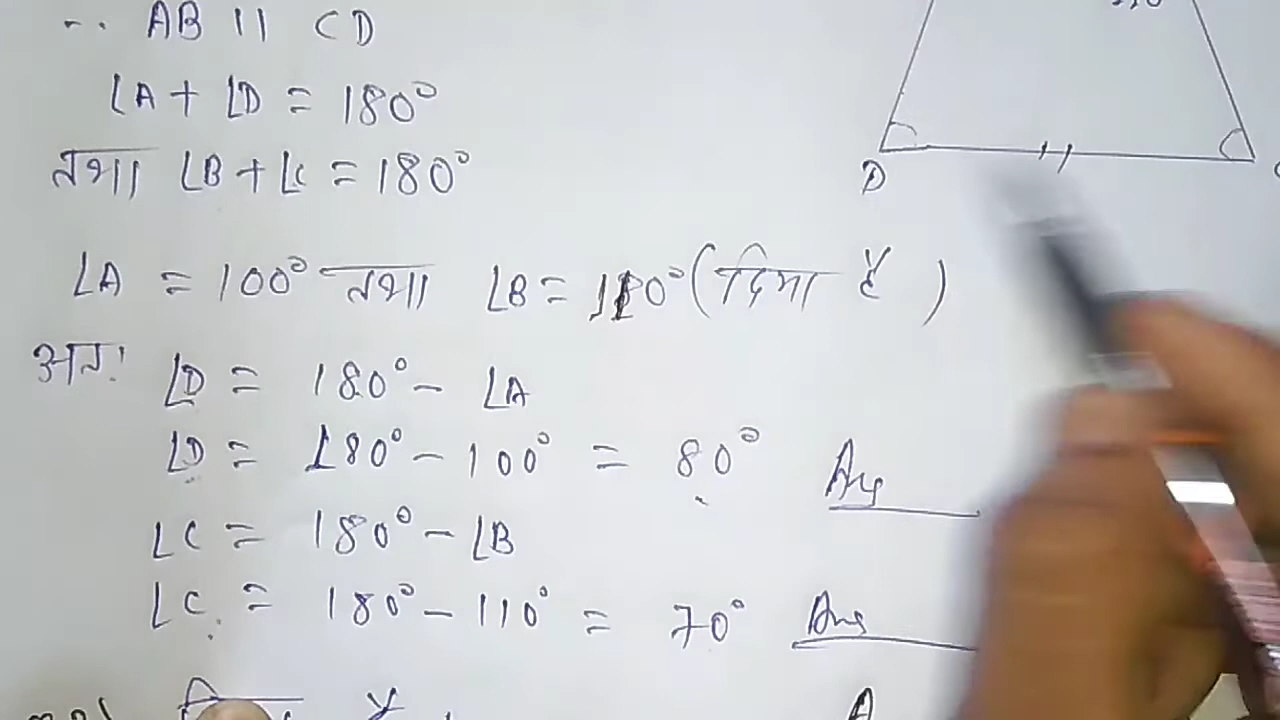 ∵ AB || CD
∠A + ∠D = 180°
तथा ∠B + ∠C = 180°
D
∠A = 100° तथा ∠B = 110° (दिया है)
अतः ∠D = 180° - ∠A
∠D = 180° - 100° = 80° Ans
∠C = 180° - ∠B
∠C = 180° - 110° = 70° Ans
A